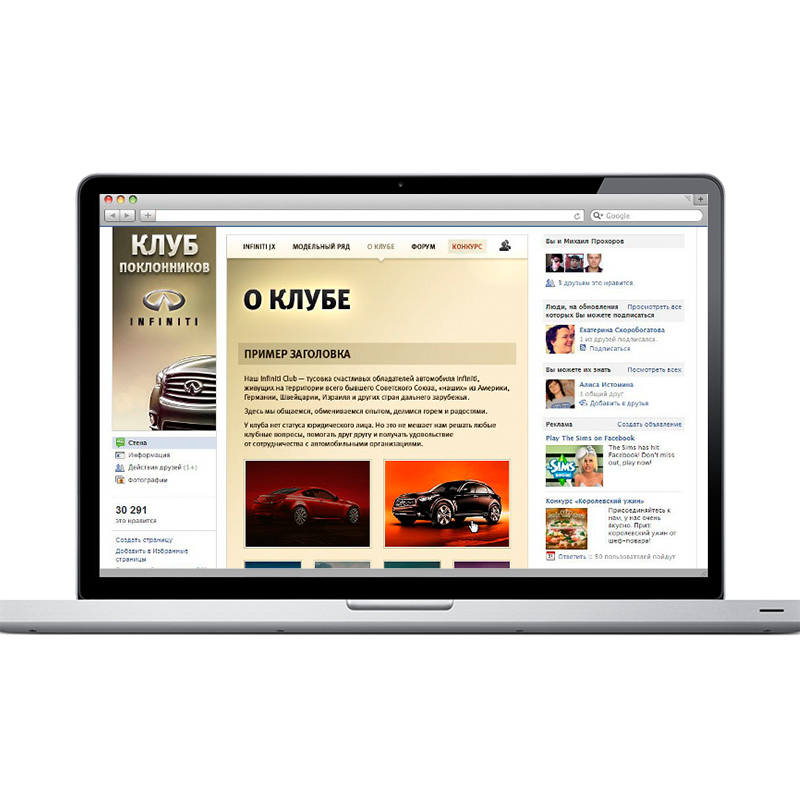 Google
КЛУБ
ПОКЛОННИКОВ
INFINITI
Стена
Информация
Действия друзей (1+)
Фотографии
30 291
это нравится
Создать страницу
Добавить в Избранные
страницы
INFINITI JX МОДЕЛЬНЫЙ РЯД О КЛУБЕ ФОРУМ КОНКУРС
О КЛУБЕ
ПРИМЕР ЗАГОЛОВКА
Наш Infiniti Club — тусовка счастливых обладателей автомобиля Infiniti,
живущих на территории всего бывшего Советского Союза, «наших» из Америки,
Германии, Швейцарии, Израиля и других стран дальнего зарубежья.
Здесь мы общаемся, обмениваемся опытом, делимся горем и радостями.
У клуба нет статуса юридического лица. Но это не мешает нам решать любые
клубные вопросы, помогать друг другу и получать удовольствие
от сотрудничества с автомобильными организациями.
Вы и Михаил Прохоров
друзьям это нравится.
Люди, на обновления Просмотреть все
которых Вы можете подписаться
Екатерина Скоробогатова
1 из друзей подписался.
Подписаться
Вы можете их знать Посмотреть всех
Алиса Истомина
1 общий друг
Добавить в друзья
Реклама Создать объявление
Play The Sims on Facebook
The Sims has hit
Facebook! Don't miss
out, play now!
SIMS
Social
Конкурс «Королевский ужин»
Присоединяйтесь к
нам, у нас очень
вкусно. Приз:
королевский ужин от
шеф-повара!
Ответить :: 50 пользователей пойдут